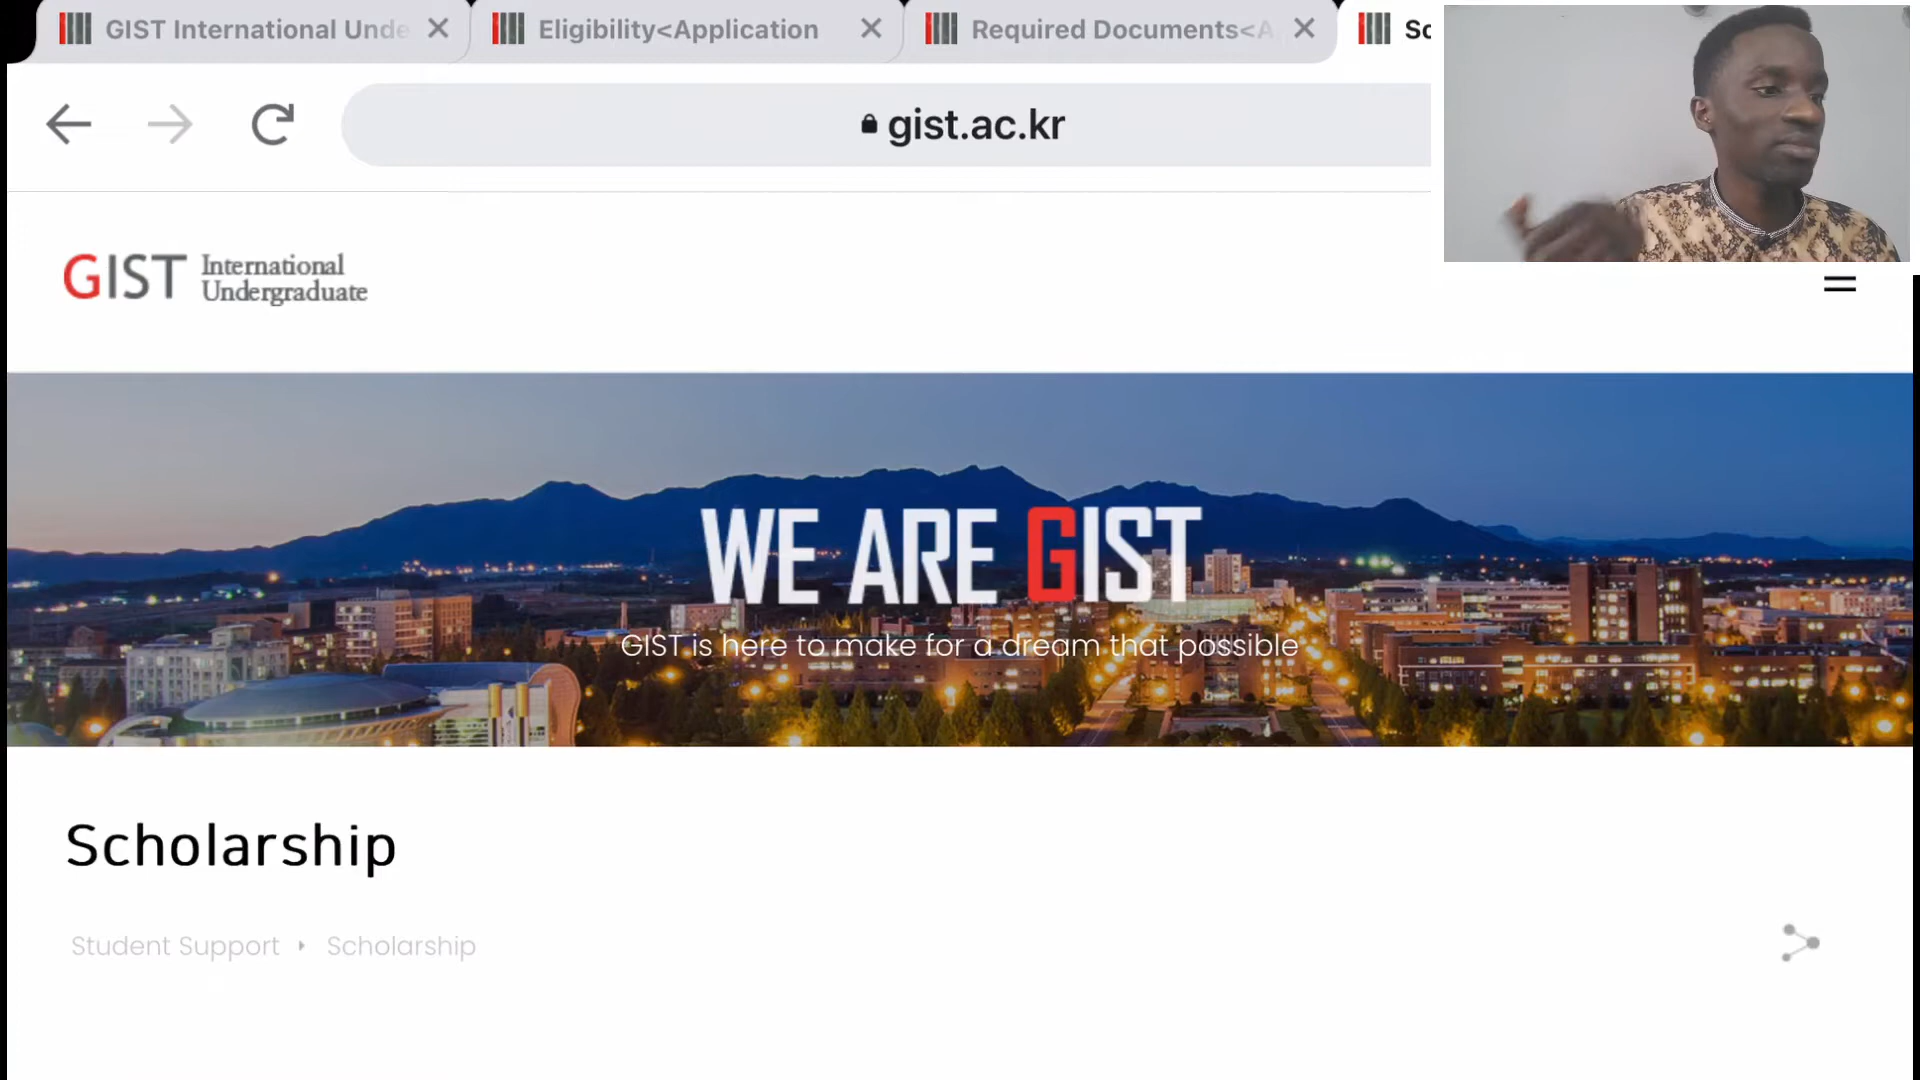 GIST International Unde
Eligibility<Application
Required Documents<A
Sc
gist.ac.kr
GIST International
Undergraduate
WE ARE GIST
GIST is here to make for a dream that possible
Scholarship
Student Support
Scholarship